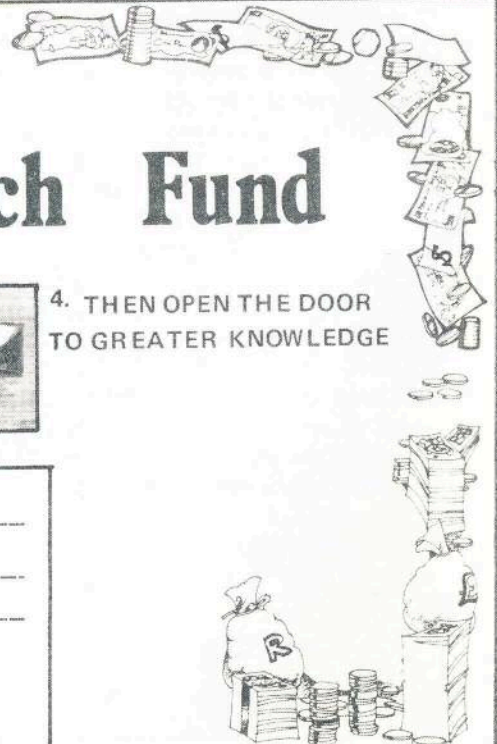 ch Fund
4. THEN OPEN THE DOOR
TO GREATER KNOWLEDGE
$
R